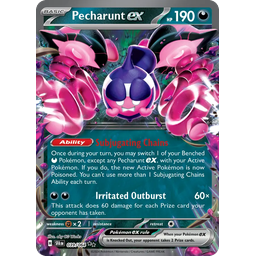 BASIC
Pecharunt ex HP 190
Ability Subjugating Chains
Once during your turn, you may switch 1 of your Benched
Pokémon, except any Pecharunt ex, with your Active
Pokémon. If you do, the new Active Pokémon is now
Poisoned. You can't use more than 1 Subjugating Chains
Ability each turn.
Irritated Outburst 60×
This attack does 60 damage for each Prize card your
opponent has taken.
weakness ×2 resistance retreat
Pokémon ex rule
When your Pokémon ex is Knocked Out, your opponent takes 2 Prize cards.